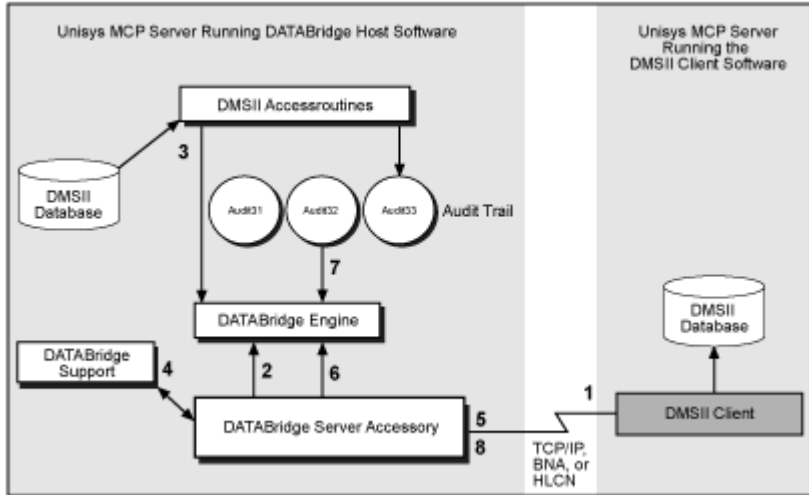 Unisys MCP Server Running DATABridge Host Software
Unisys MCP Server
Running the
DMSII Client Software
DMSII Accessroutines
3
DMSII
Database
Audit31
Audit32
Audit33
Audit Trail
7
DATABridge Engine
DMSII
Database
DATABridge
Support
4
2
6
1
DATABridge Server Accessory
5
8
DMSII Client
TCP/IP,
BNA, or
HLCN